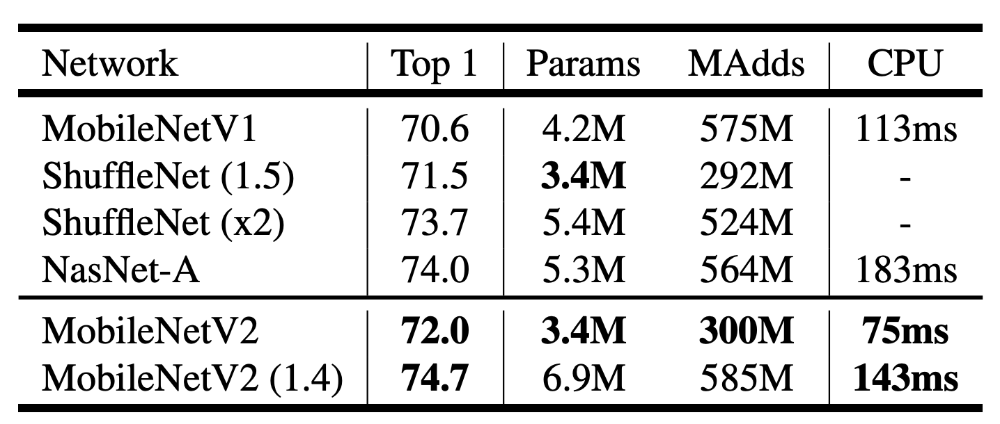 Network Top 1 Params MAdds CPU
MobileNetV1 70.6 4.2M 575M 113ms
ShuffleNet (1.5) 71.5 3.4M 292M -
ShuffleNet (x2) 73.7 5.4M 524M -
NasNet-A 74.0 5.3M 564M 183ms
MobileNetV2 72.0 3.4M 300M 75ms
MobileNetV2 (1.4) 74.7 6.9M 585M 143ms